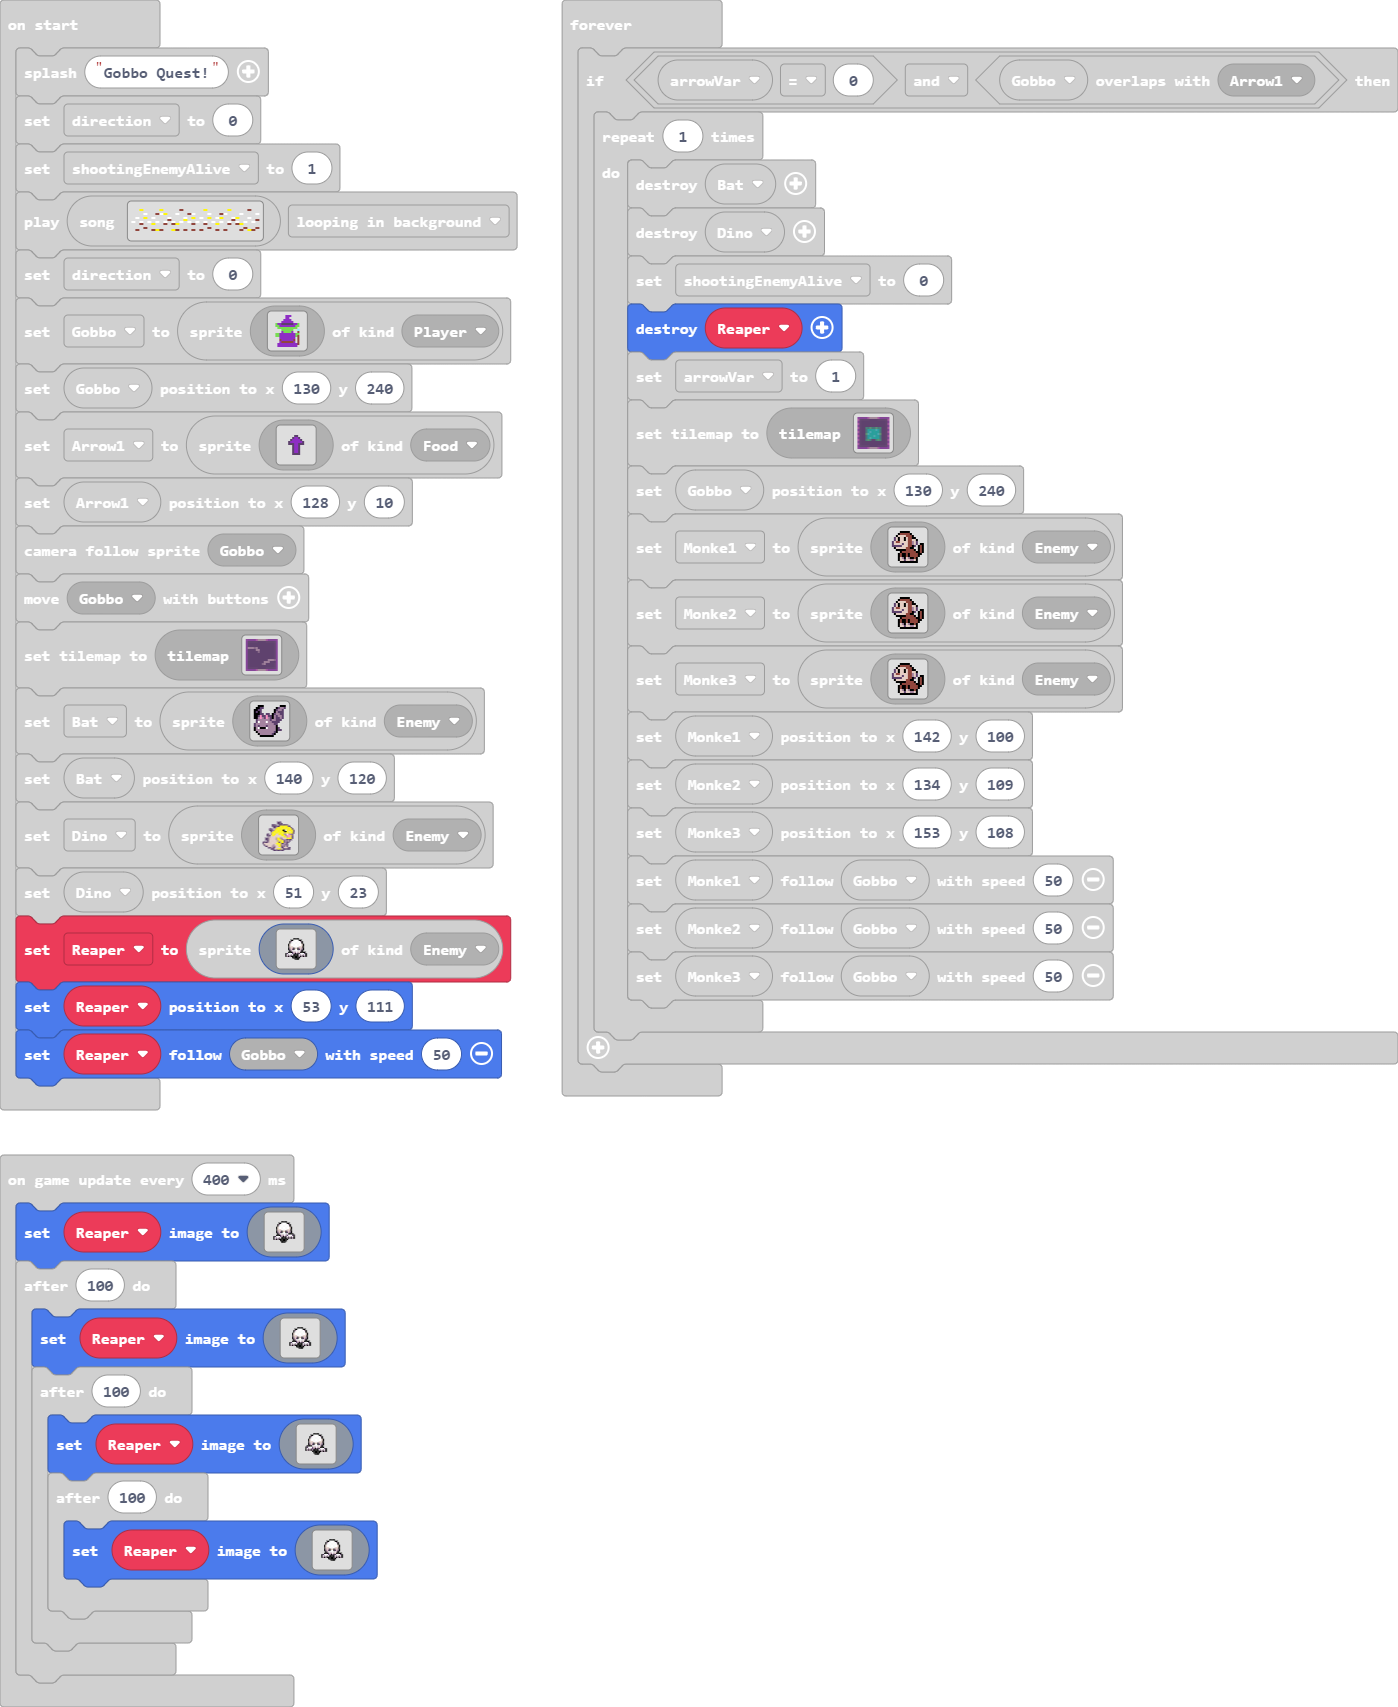 on start
splash "Gobbo Quest!"
set direction to 0
set shootingEnemyAlive to 1
play song looping in background
set direction to 0
set Gobbo to sprite of kind Player
set Gobbo position to x 130 y 240
set Arrow1 to sprite of kind Food
set Arrow1 position to x 128 y 10
camera follow sprite Gobbo
move Gobbo with buttons
set tilemap to tilemap
set Bat to sprite of kind Enemy
set Bat position to x 140 y 120
set Dino to sprite of kind Enemy
set Dino position to x 51 y 23
set Reaper to sprite of kind Enemy
set Reaper position to x 53 y 111
set Reaper follow Gobbo with speed 50
forever
if arrowVar = 0 and Gobbo overlaps with Arrow1 then
repeat 1 times
do
destroy Bat
destroy Dino
set shootingEnemyAlive to 0
destroy Reaper
set arrowVar to 1
set tilemap to tilemap
set Gobbo position to x 130 y 240
set Monke1 to sprite of kind Enemy
set Monke2 to sprite of kind Enemy
set Monke3 to sprite of kind Enemy
set Monke1 position to x 142 y 100
set Monke2 position to x 134 y 109
set Monke3 position to x 153 y 108
set Monke1 follow Gobbo with speed 50
set Monke2 follow Gobbo with speed 50
set Monke3 follow Gobbo with speed 50
on game update every 400 ms
set Reaper image to
after 100 do
set Reaper image to
after 100 do
set Reaper image to
after 100 do
set Reaper image to